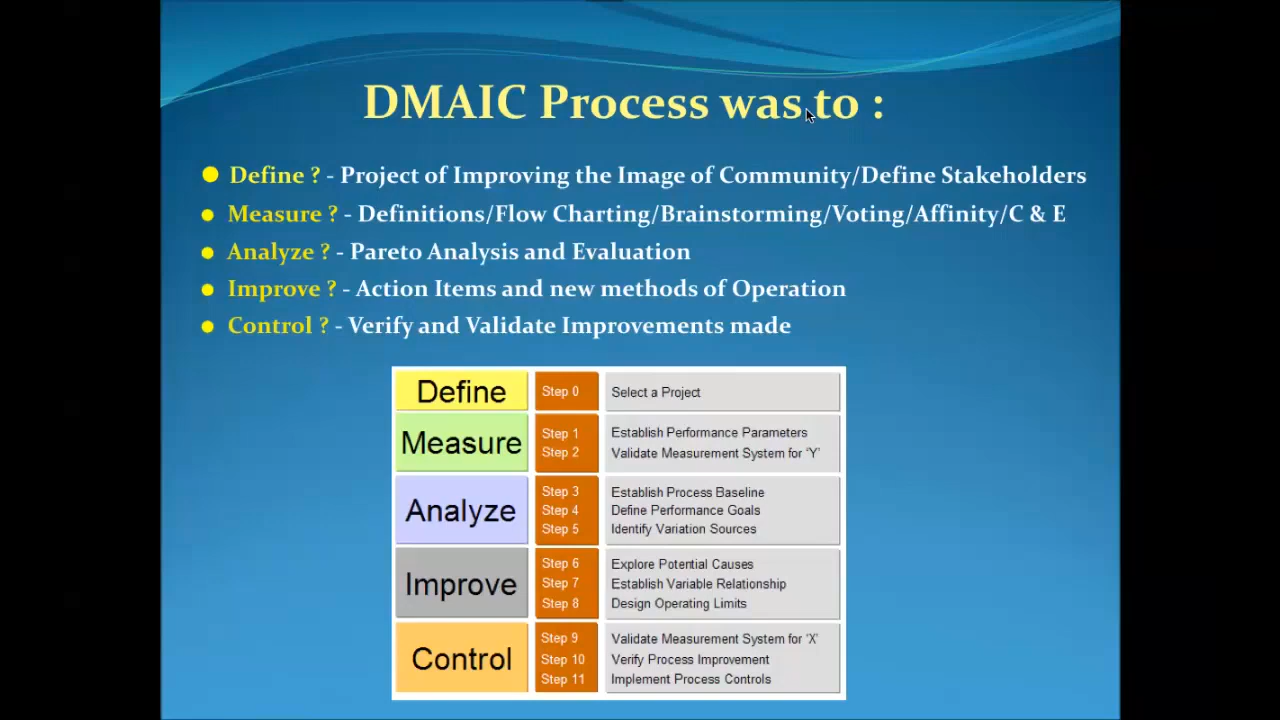 DMAIC Process was to :
Define ? - Project of Improving the Image of Community/Define Stakeholders
Measure ? - Definitions/Flow Charting/Brainstorming/Voting/Affinity/C & E
Analyze ? - Pareto Analysis and Evaluation
Improve ? - Action Items and new methods of Operation
Control ? - Verify and Validate Improvements made
Define Step 0 Select a Project
Measure
Step 1 Establish Performance Parameters
Step 2 Validate Measurement System for 'Y'
Analyze
Step 3 Establish Process Baseline
Step 4 Define Performance Goals
Step 5 Identify Variation Sources
Improve
Step 6 Explore Potential Causes
Step 7 Establish Variable Relationship
Step 8 Design Operating Limits
Control
Step 9 Validate Measurement System for 'X'
Step 10 Verify Process Improvement
Step 11 Implement Process Controls